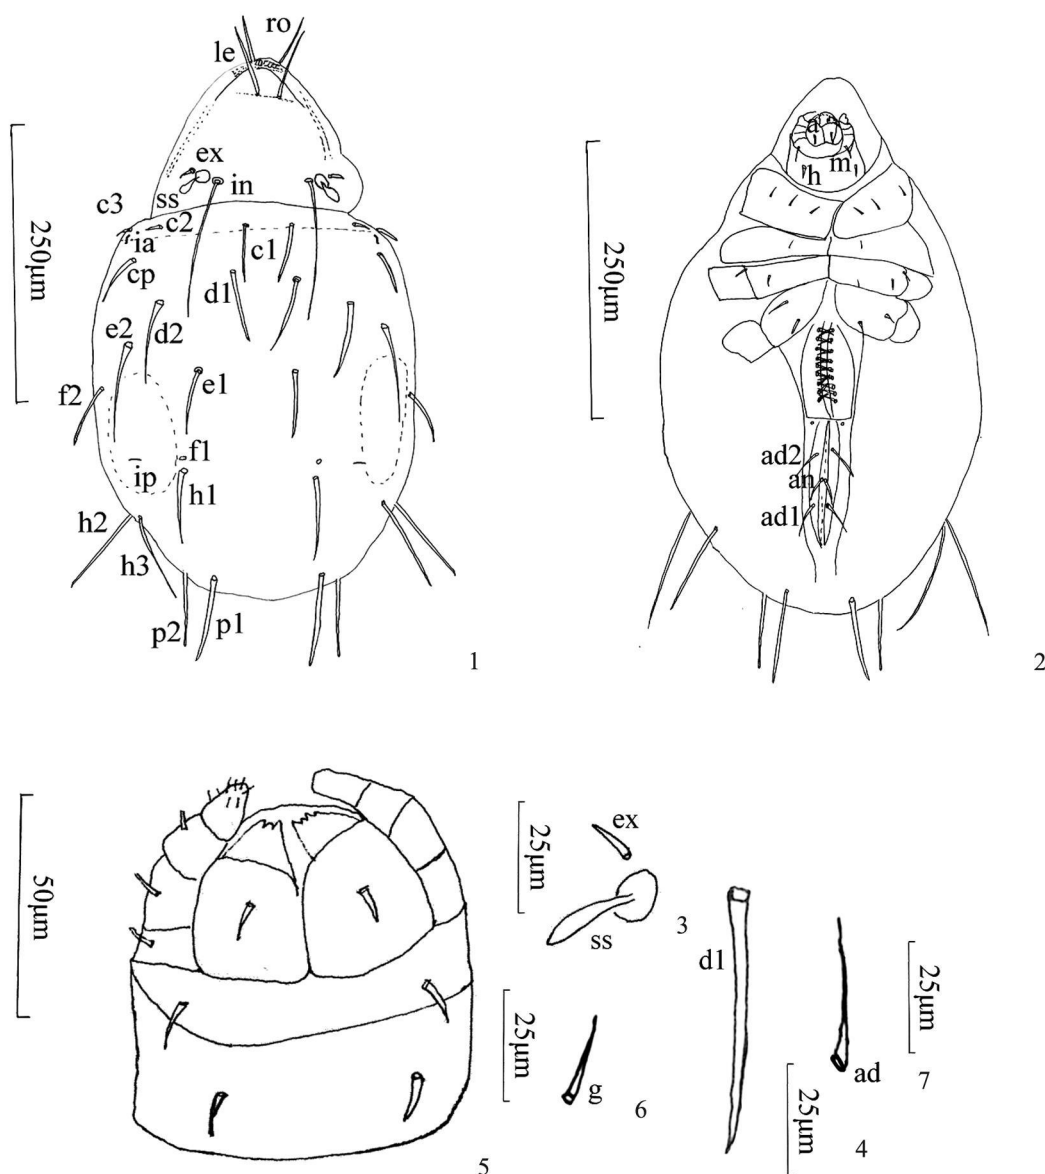 ro
le
ex
in
ss
c3
c2
ia
c1
cp
d1
d2
e2
e1
f2
f1
ip
h1
h2
h3
p2
p1
250μm
1
a
m
h
ad2
an
ad1
250μm
2
50μm
5
25μm
ex
ss
3
25μm
g
6
d1
25μm
4
25μm
ad
7